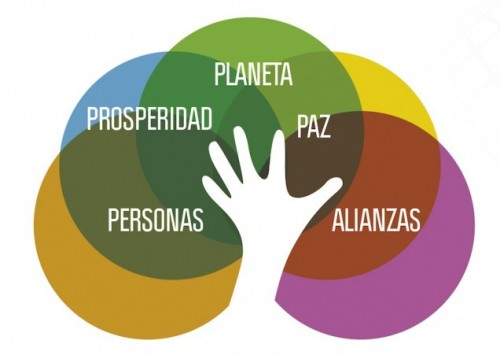 PLANETA
PROSPERIDAD
PAZ
PERSONAS
ALIANZAS